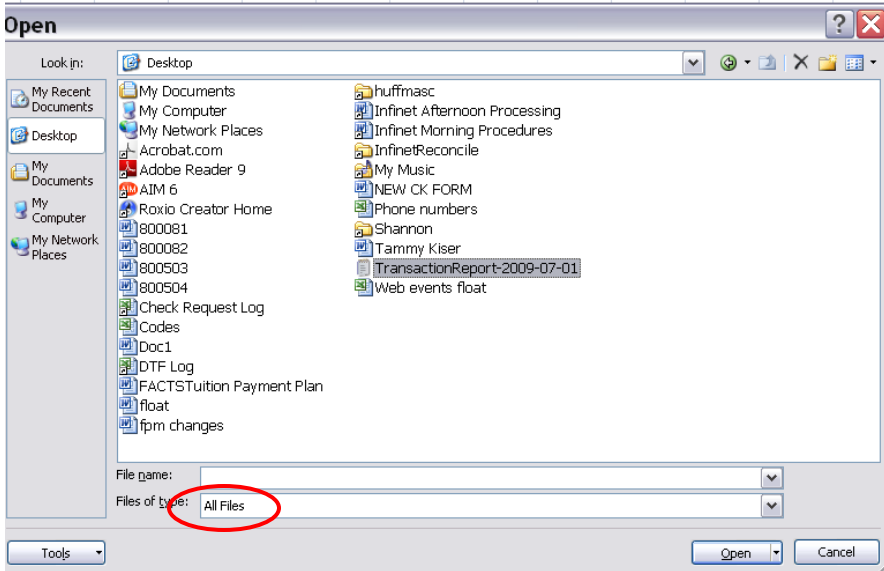 Open
Look in:
Desktop
My Recent
Documents
Desktop
My
Documents
My
Computer
My Network
Places
My Documents
My Computer
My Network Places
Acrobat.com
Adobe Reader 9
AIM 6
Roxio Creator Home
800081
800082
800503
800504
Check Request Log
Codes
Doc1
DTF Log
FACTSTuition Payment Plan
float
fpm changes
huffmasc
Infinet Afternoon Processing
Infinet Morning Procedures
InfinetReconcile
My Music
NEW CK FORM
Phone numbers
Shannon
Tammy Kiser
TransactionReport-2009-07-01
Web events float
File name:
Files of type:
All Files
Tools
Open
Cancel